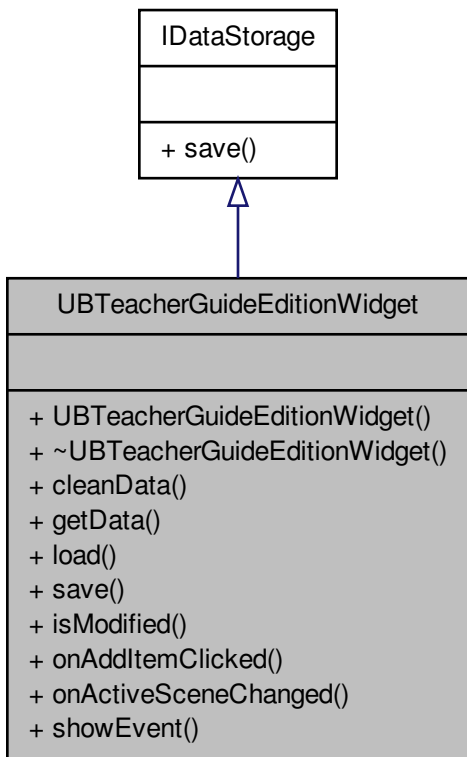 IDataStorage
+ save()
UBTeacherGuideEditionWidget
+ UBTeacherGuideEditionWidget()
+ ~UBTeacherGuideEditionWidget()
+ cleanData()
+ getData()
+ load()
+ save()
+ isModified()
+ onAddItemClicked()
+ onActiveSceneChanged()
+ showEvent()